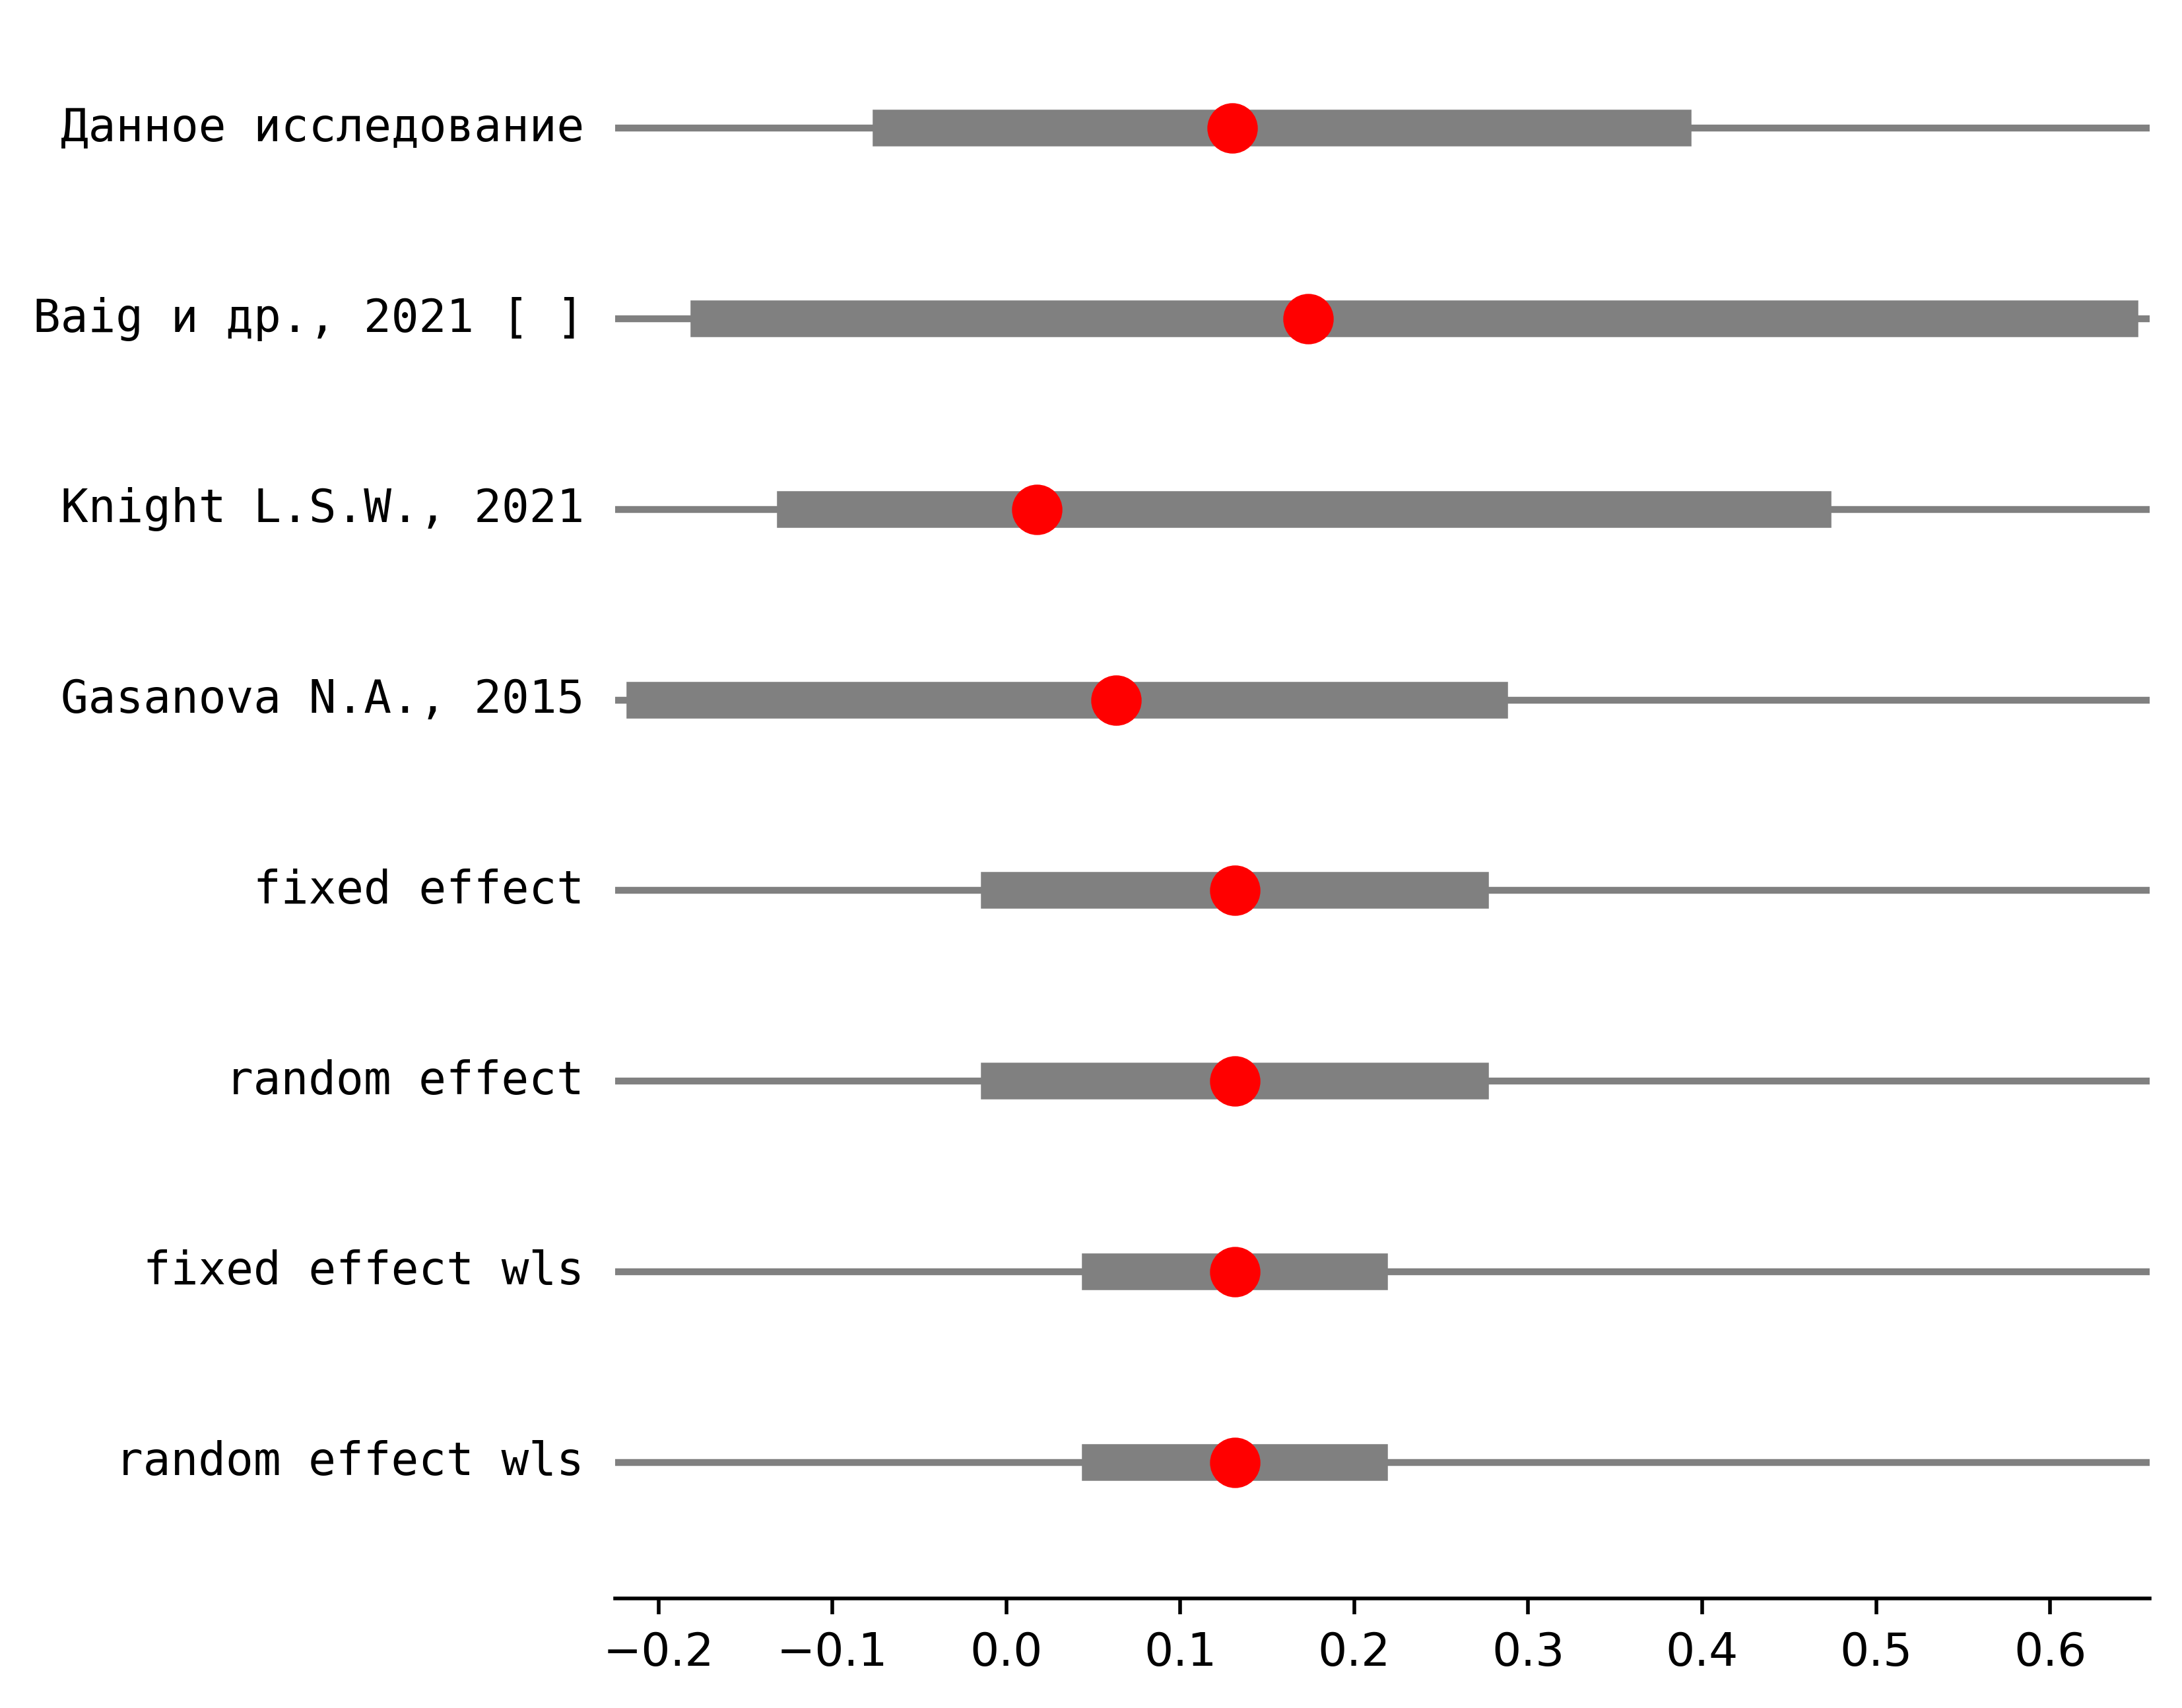 Данное исследование
Baig и др., 2021 [ ]
Knight L.S.W., 2021
Gasanova N.A., 2015
fixed effect
random effect
fixed effect wls
random effect wls
−0.2 −0.1 0.0 0.1 0.2 0.3 0.4 0.5 0.6